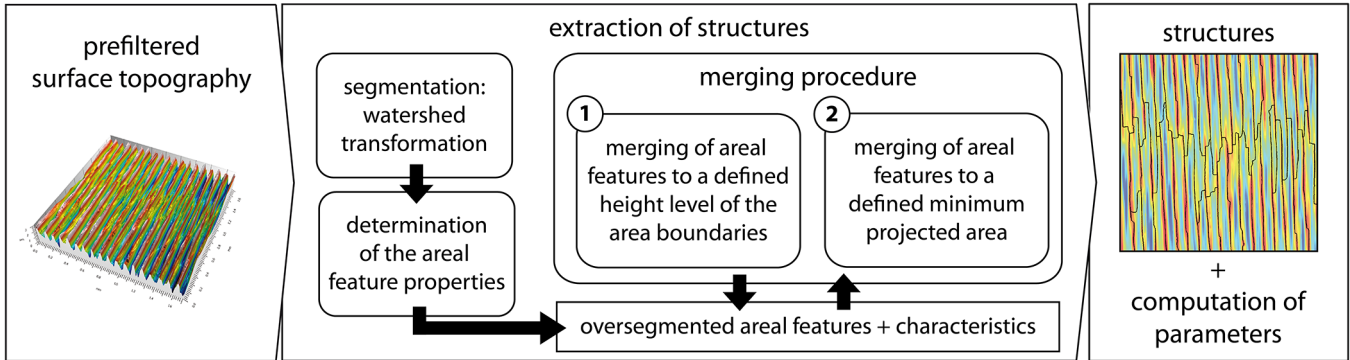 prefiltered
surface topography
extraction of structures
segmentation:
watershed
transformation
determination
of the areal
feature properties
merging procedure
1
merging of areal
features to a defined
height level of the
area boundaries
2
merging of areal
features to a
defined minimum
projected area
oversegmented areal features + characteristics
structures
+
computation of
parameters